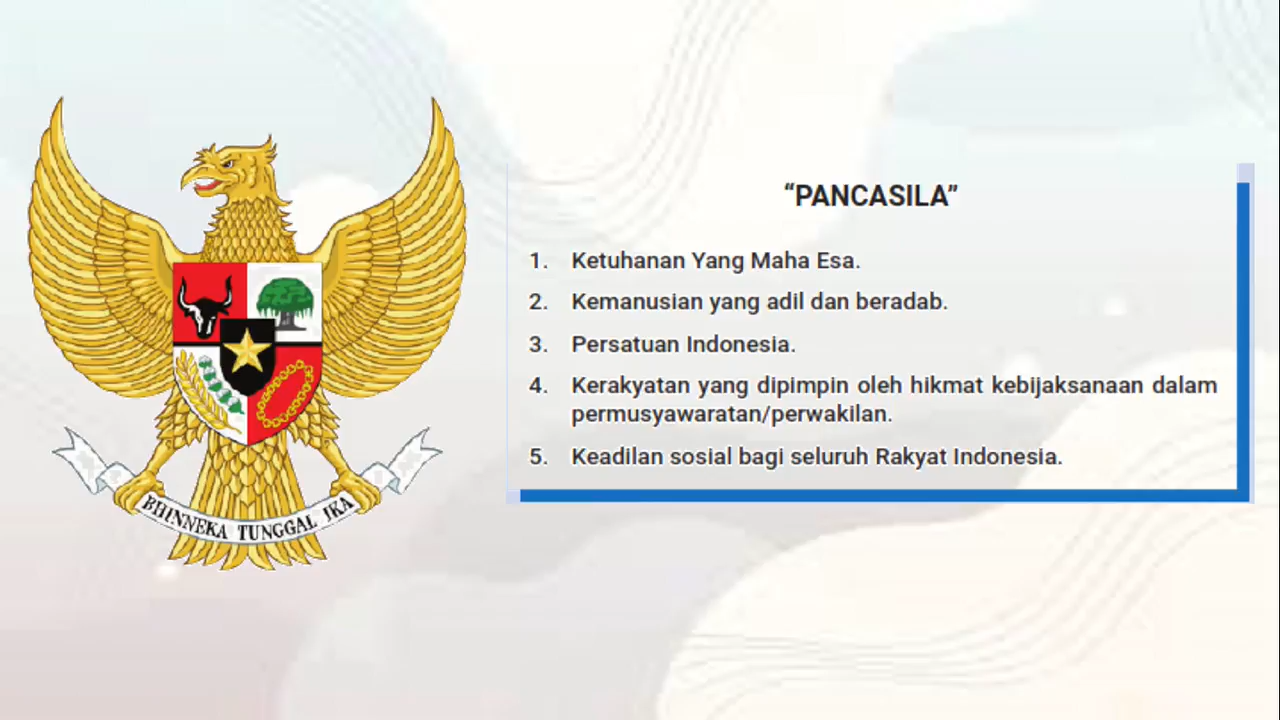 “PANCASILA”
1. Ketuhanan Yang Maha Esa.
2. Kemanusian yang adil dan beradab.
3. Persatuan Indonesia.
4. Kerakyatan yang dipimpin oleh hikmat kebijaksanaan dalam
permusyawaratan/perwakilan.
5. Keadilan sosial bagi seluruh Rakyat Indonesia.
BHINNEKA TUNGGAL IKA